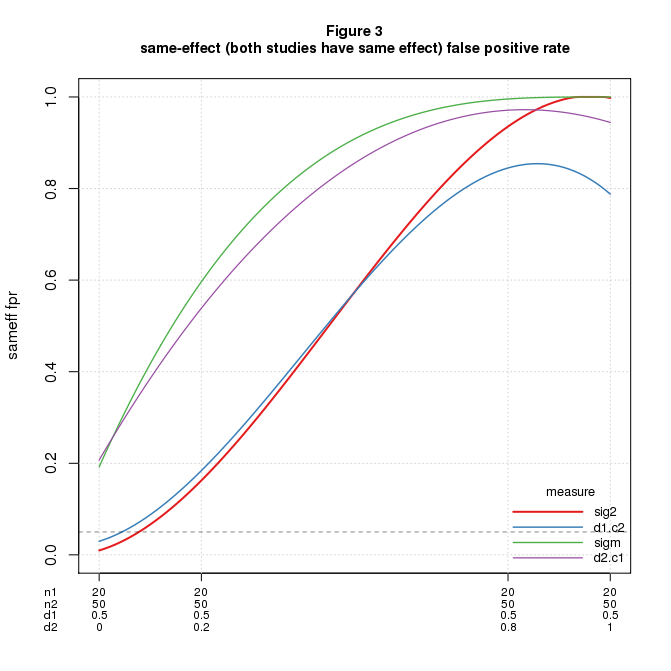 Figure 3
same-effect (both studies have same effect) false positive rate
sameff fpr
1.0
0.8
0.6
0.4
0.2
0.0
measure
sig2
d1.c2
sigm
d2.c1
n1 20 20 20 20
n2 50 50 50 50
d1 0.5 0.5 0.5 0.5
d2 0 0.2 0.8 1